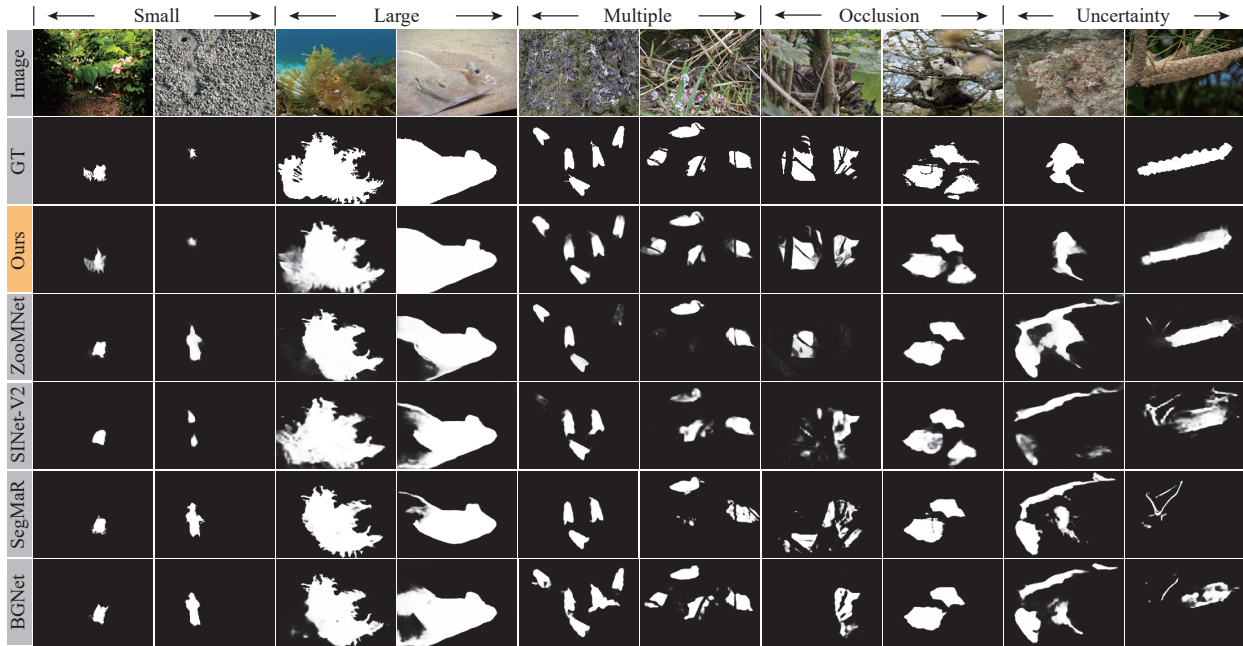 Small
Large
Multiple
Occlusion
Uncertainty
Image
GT
Ours
ZooMNet
SINet-V2
SegMaR
BGNet